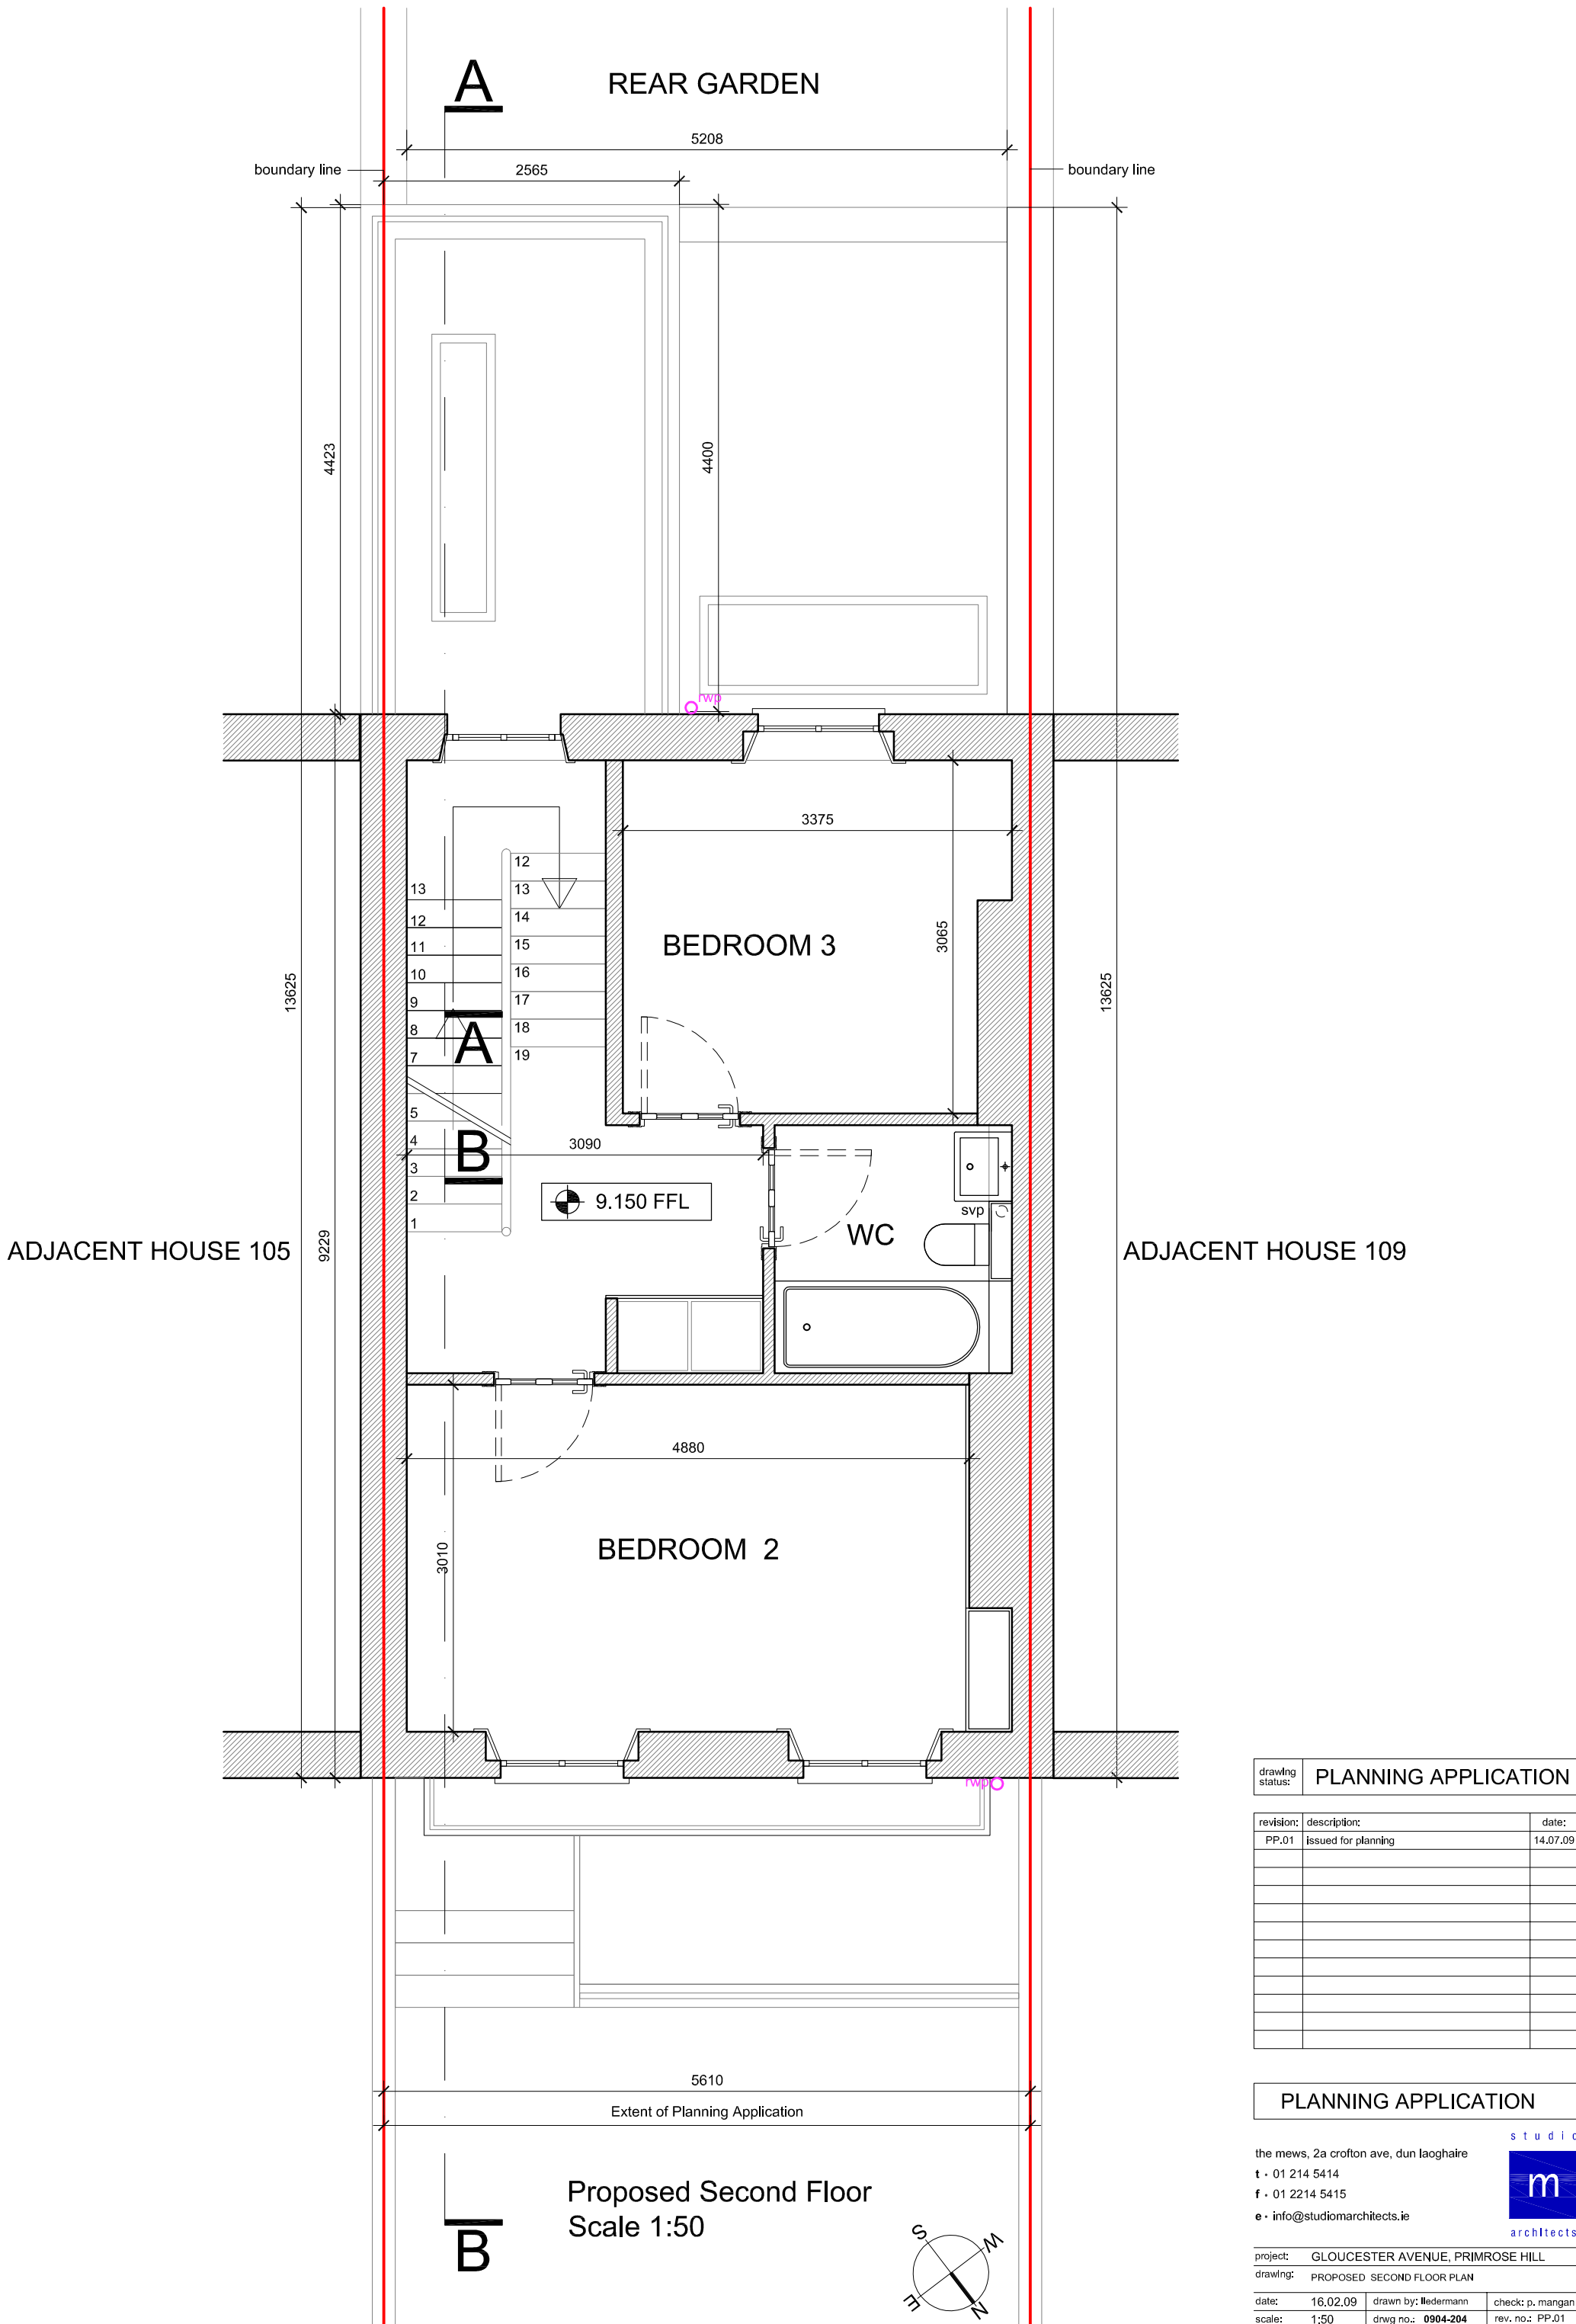 A
REAR GARDEN
5208
boundary line
2565
boundary line
4423
4400
rwp
3375
12
13
13
12
14
11
15
10
16
9
17
8
18
7
19
A
BEDROOM 3
3065
13625
13625
5
4
3
2
1
B
3090
9.150 FFL
svp
WC
ADJACENT HOUSE 105
9229
ADJACENT HOUSE 109
4880
3010
BEDROOM 2
rwp
drawing status: PLANNING APPLICATION
revision: description: date:
PP.01 issued for planning 14.07.09
5610
Extent of Planning Application
PLANNING APPLICATION
studio
the mews, 2a crofton ave, dun laoghaire
t · 01 214 5414
m
f · 01 2214 5415
e · info@studiomarchitects.ie
architects
Proposed Second Floor
Scale 1:50
B
S
W
E
N
project: GLOUCESTER AVENUE, PRIMROSE HILL
drawing: PROPOSED SECOND FLOOR PLAN
date: 16.02.09 drawn by: lledermann check: p. mangan
scale: 1:50 drwg no.: 0904-204 rev. no.: PP.01